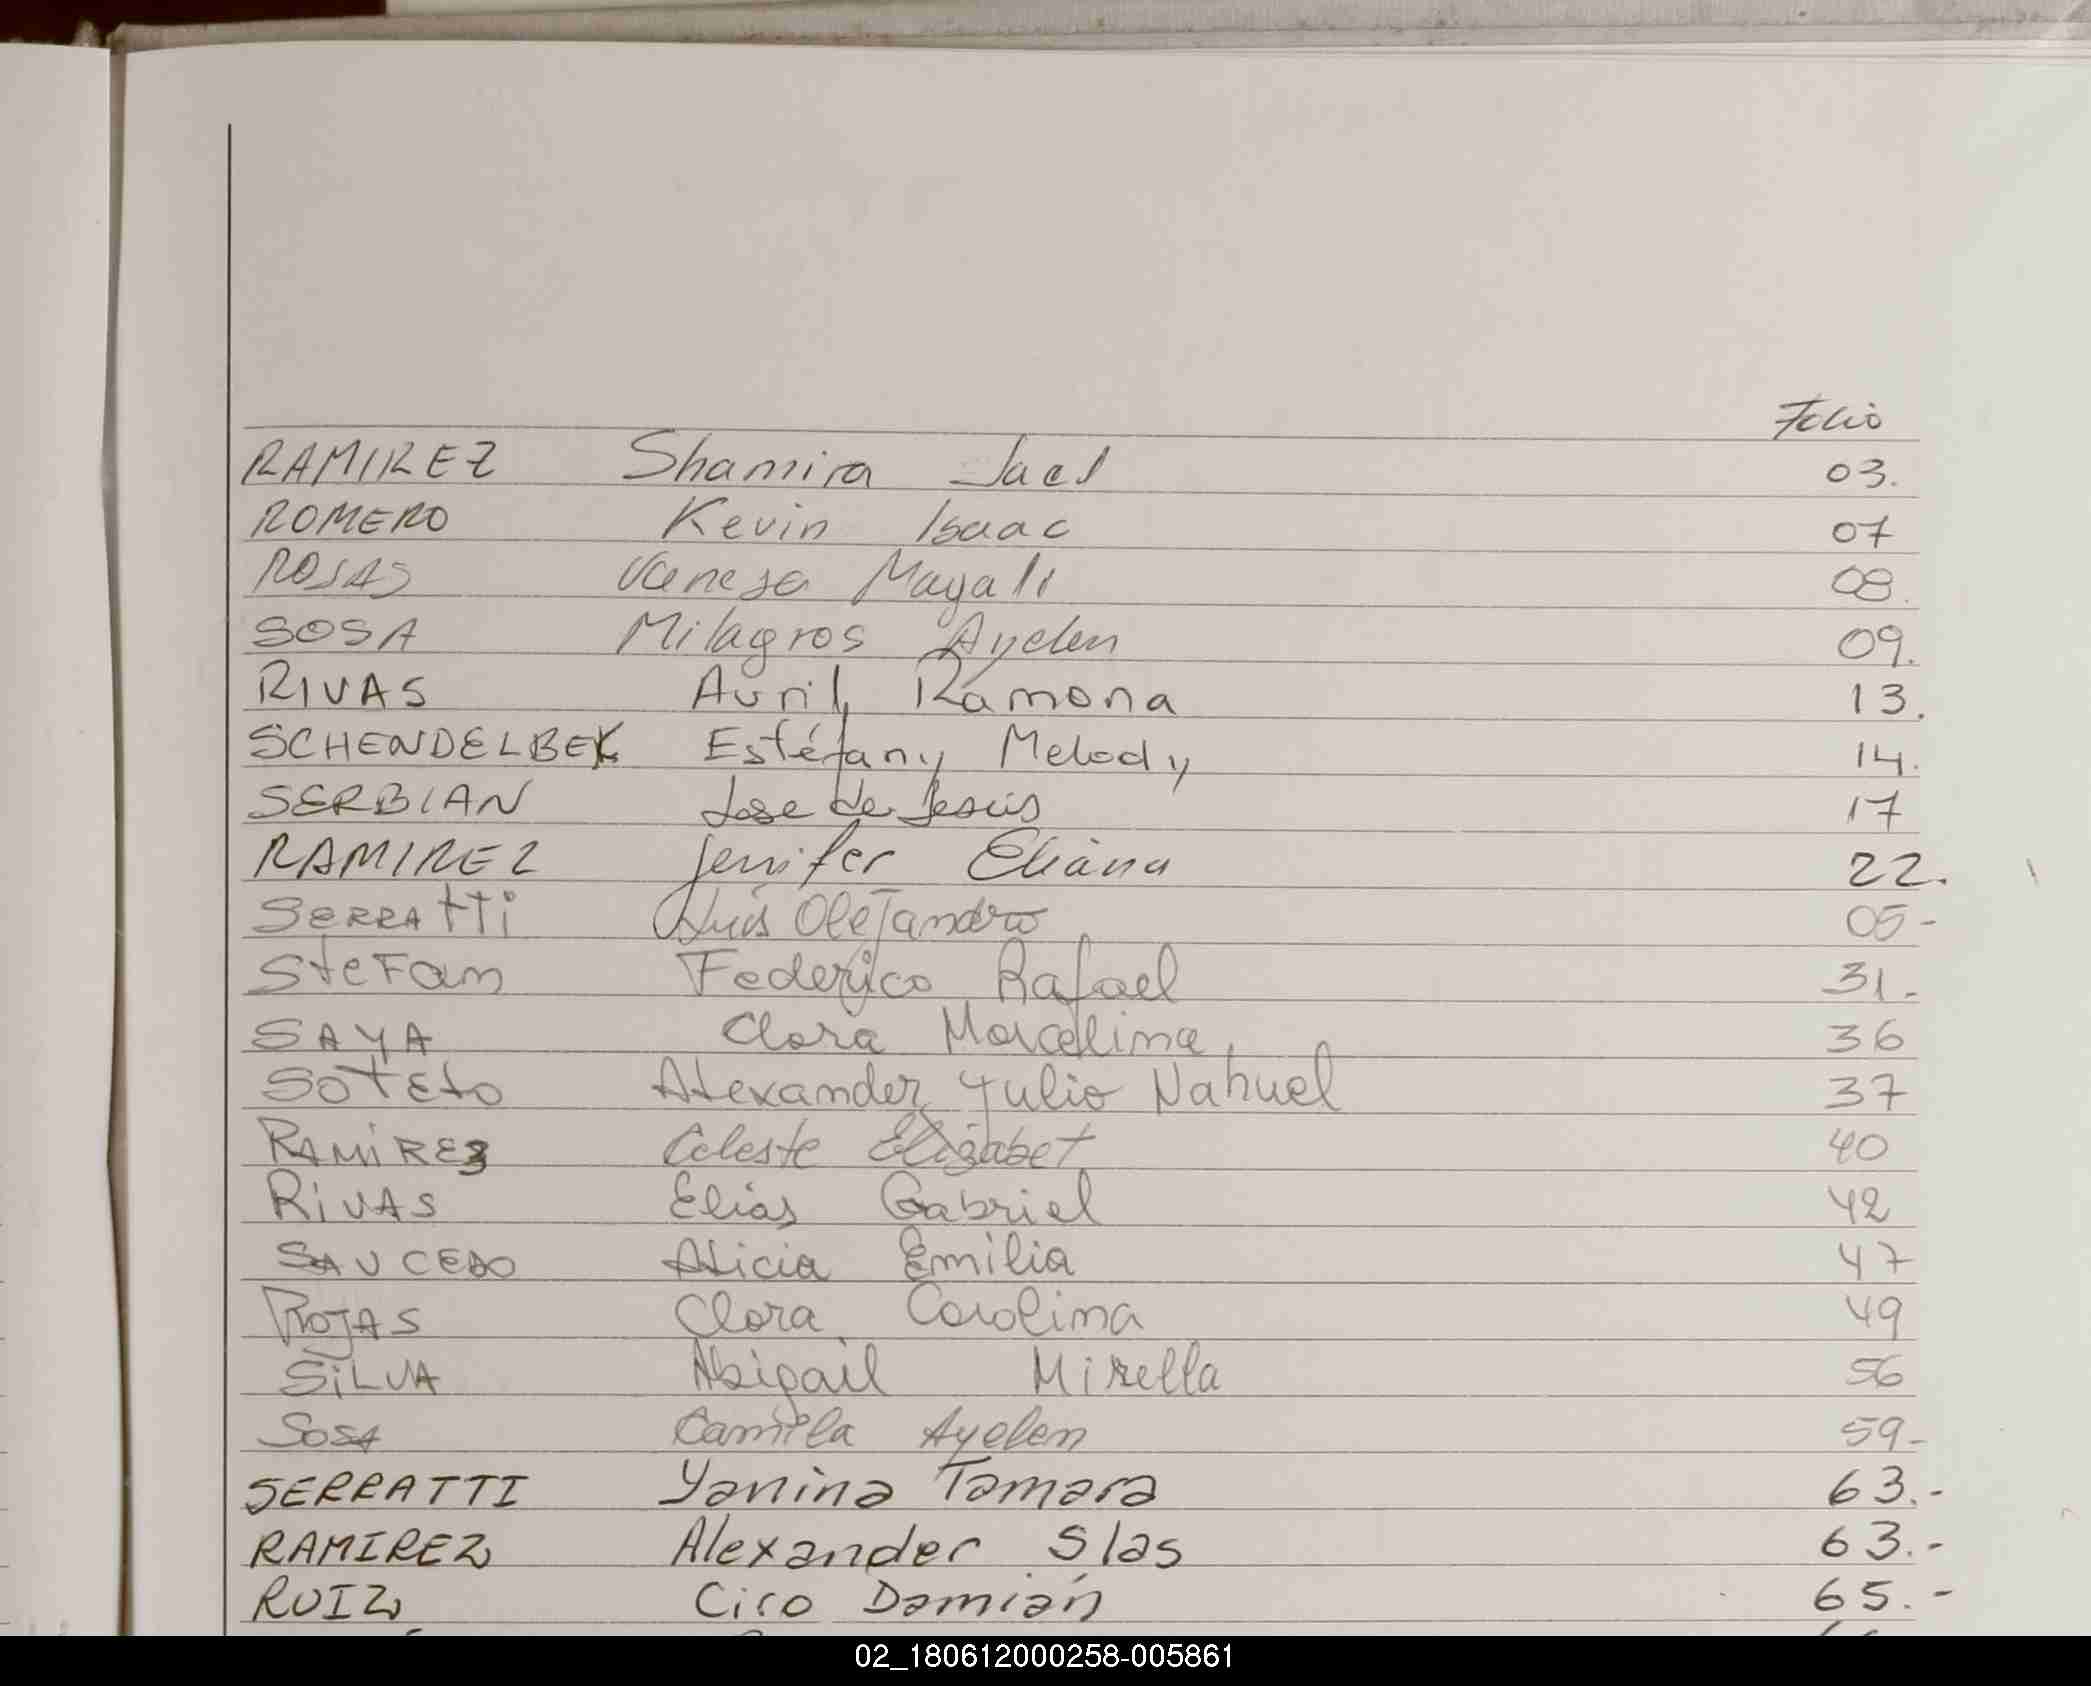 Folio
RAMIREZ Shamira Jael 03.
ROMERO Kevin Isaac 07
ROSAS Vanesa Magali 08.
SOSA Milagros Ayelen 09.
RIVAS Avril Ramona 13.
SCHENDELBEK Estéfany Melody 14.
SERBIAN Jose de Jesús 17
RAMIREZ Jenifer Eliana 22.
SERRATTi Luis AleJandro 05-
SteFan Federico Rafael 31.
SAYA Clara Marcelina 36
SOTELO Alexander Yulio Nahuel 37
RAMIREZ Celeste Elizabet 40
RiVAS Elias Gabriel 42
SAUCEDO Alicia Emilia 47
ROJAS Clara Carolina 49
SiLVA Abigail Mirella 56
SOSA Camila Ayelen 59-
SERRATTI Yanina Tamara 63.-
RAMIREZ Alexander Slas 63.-
RUIZ Ciro Damián 65.-
02_180612000258-005861